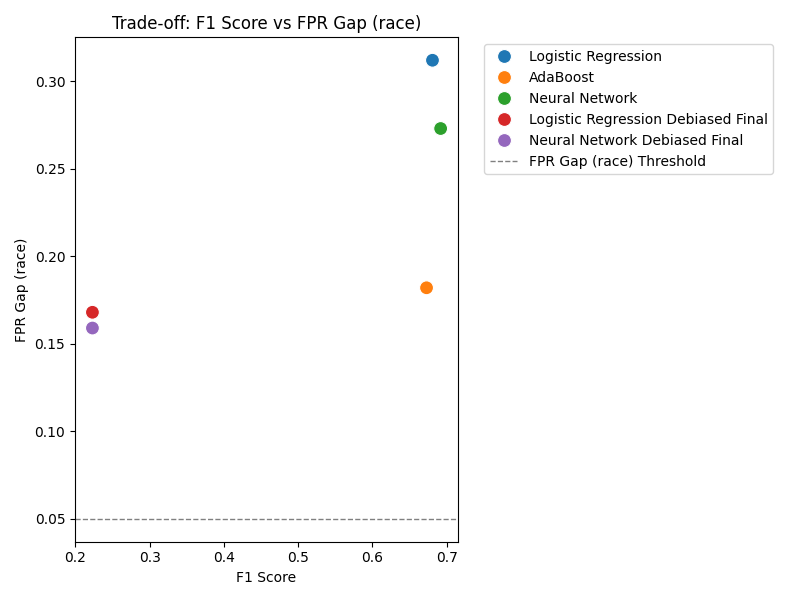 Trade-off: F1 Score vs FPR Gap (race)
Logistic Regression
AdaBoost
Neural Network
Logistic Regression Debiased Final
Neural Network Debiased Final
FPR Gap (race) Threshold
FPR Gap (race)
0.30
0.25
0.20
0.15
0.10
0.05
0.2 0.3 0.4 0.5 0.6 0.7
F1 Score